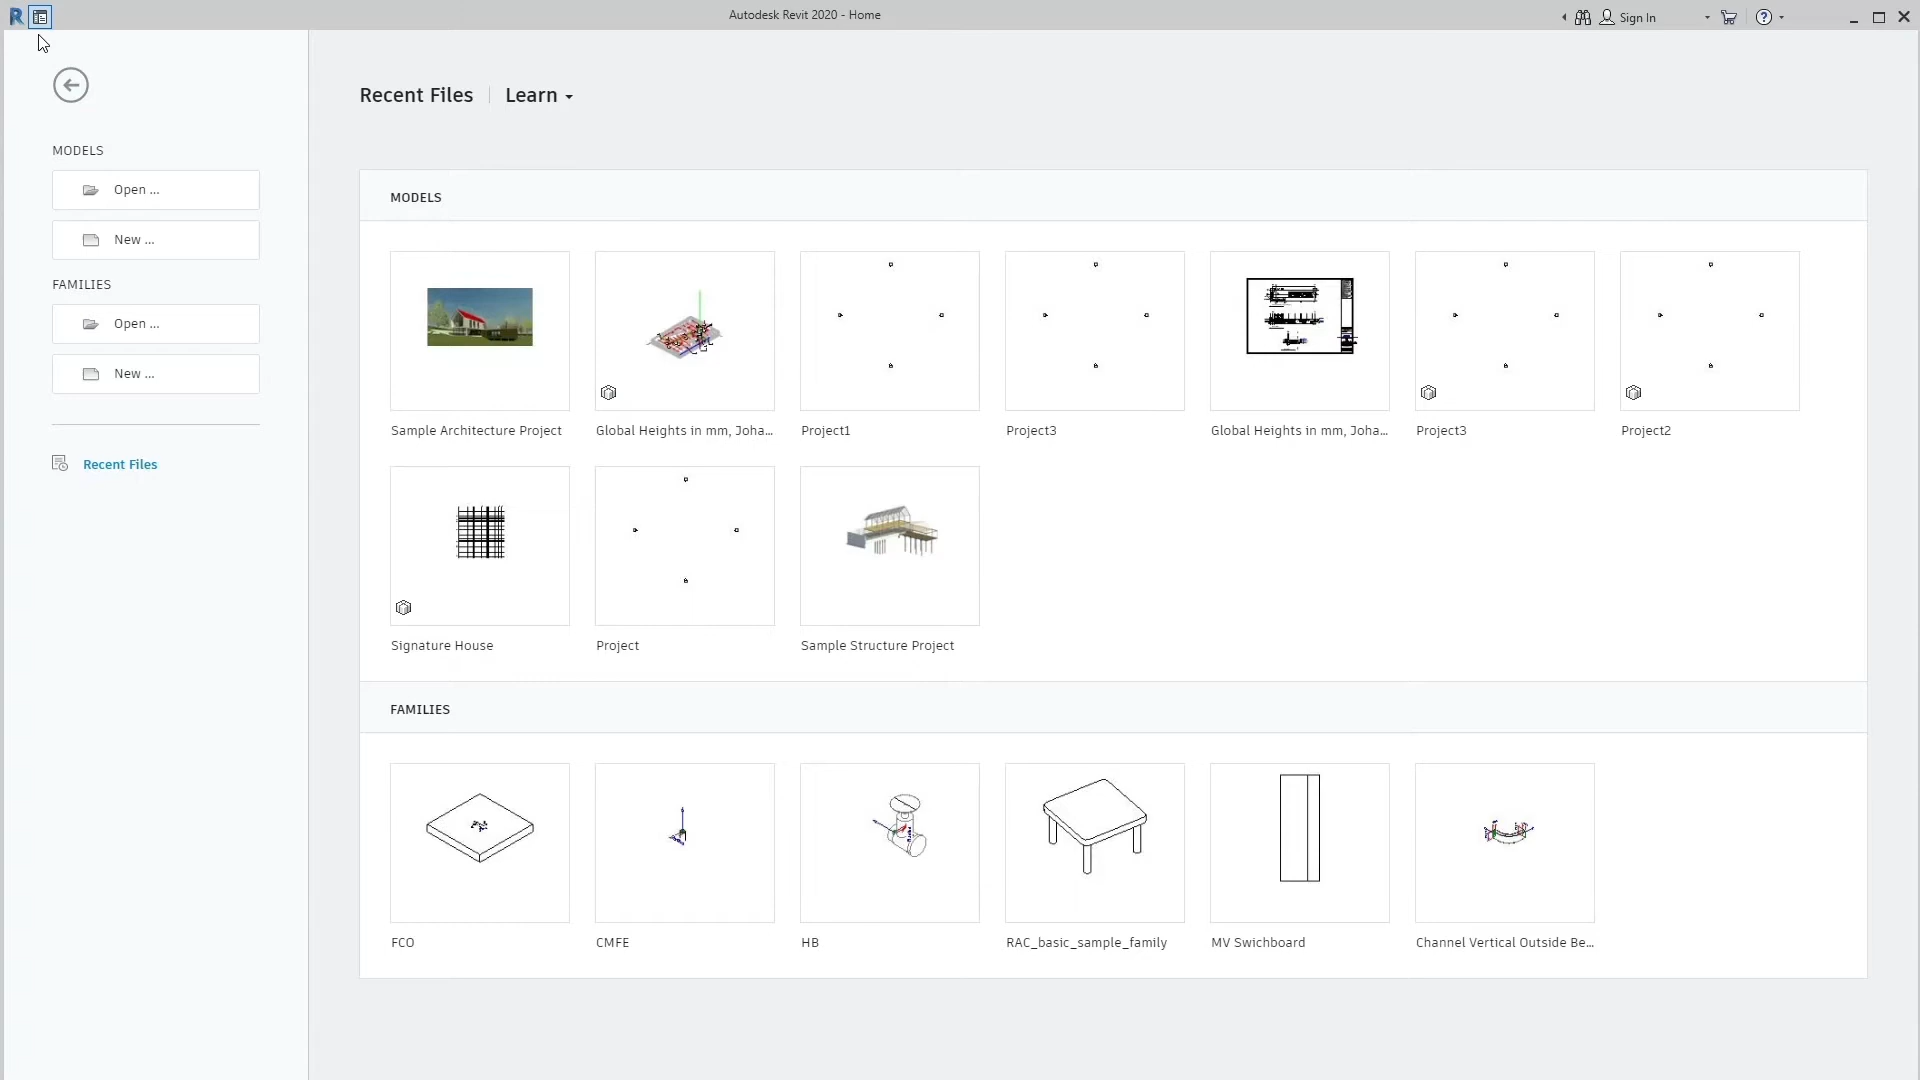 Autodesk Revit 2020 - Home
Sign In
Recent Files
Learn
MODELS
Open ...
New ...
FAMILIES
Open ...
New ...
Recent Files
MODELS
Sample Architecture Project
Global Heights in mm, Joha...
Project1
Project3
Global Heights in mm, Joha...
Project3
Project2
Signature House
Project
Sample Structure Project
FAMILIES
FCO
CMFE
HB
RAC_basic_sample_family
MV Swichboard
Channel Vertical Outside Be...